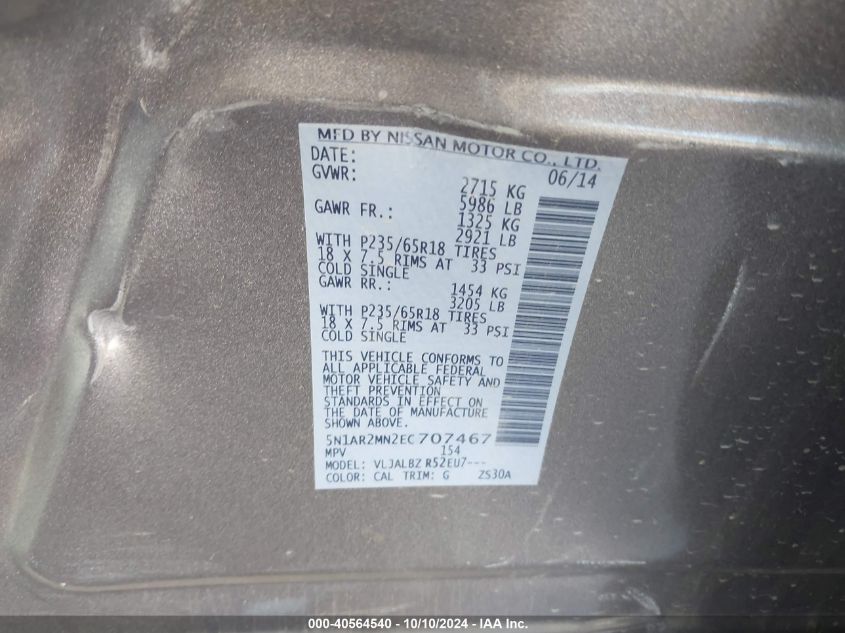 MFD BY NISSAN MOTOR CO., LTD.
DATE: 06/14
GVWR: 2715 KG
5986 LB
GAWR FR.: 1325 KG
2921 LB
WITH P235/65R18 TIRES
18 X 7.5 RIMS AT 33 PSI
COLD SINGLE
GAWR RR.: 1454 KG
3205 LB
WITH P235/65R18 TIRES
18 X 7.5 RIMS AT 33 PSI
COLD SINGLE
THIS VEHICLE CONFORMS TO
ALL APPLICABLE FEDERAL
MOTOR VEHICLE SAFETY AND
THEFT PREVENTION
STANDARDS IN EFFECT ON
THE DATE OF MANUFACTURE
SHOWN ABOVE.
5N1AR2MN2EC707467
MPV 154
MODEL: VLJALBZ R52EU7---
COLOR: CAL TRIM: G ZS30A
000-40564540 - 10/10/2024 - IAA Inc.